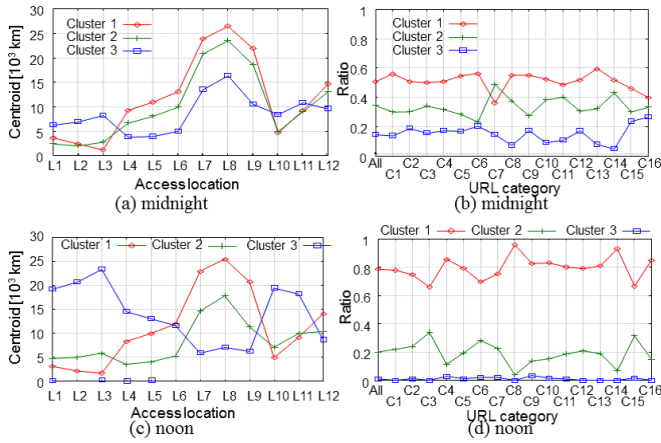 Cluster 1
Cluster 2
Cluster 3
Centroid [10³ km]
30
25
20
15
10
5
0
L1 L2 L3 L4 L5 L6 L7 L8 L9 L10 L11 L12
Access location
(a) midnight
Cluster 1
Cluster 2
Cluster 3
Ratio
1
0.8
0.6
0.4
0.2
0
All C2 C4 C6 C8 C10 C12 C14 C16
C1 C3 C5 C7 C9 C11 C13 C15
URL category
(b) midnight
Cluster 1 Cluster 2 Cluster 3
Centroid [10³ km]
30
25
20
15
10
5
0
L1 L2 L3 L4 L5 L6 L7 L8 L9 L10 L11 L12
Access location
(c) noon
Cluster 1 Cluster 2 Cluster 3
Ratio
1
0.8
0.6
0.4
0.2
0
All C2 C4 C6 C8 C10 C12 C14 C16
C1 C3 C5 C7 C9 C11 C13 C15
URL category
(d) noon